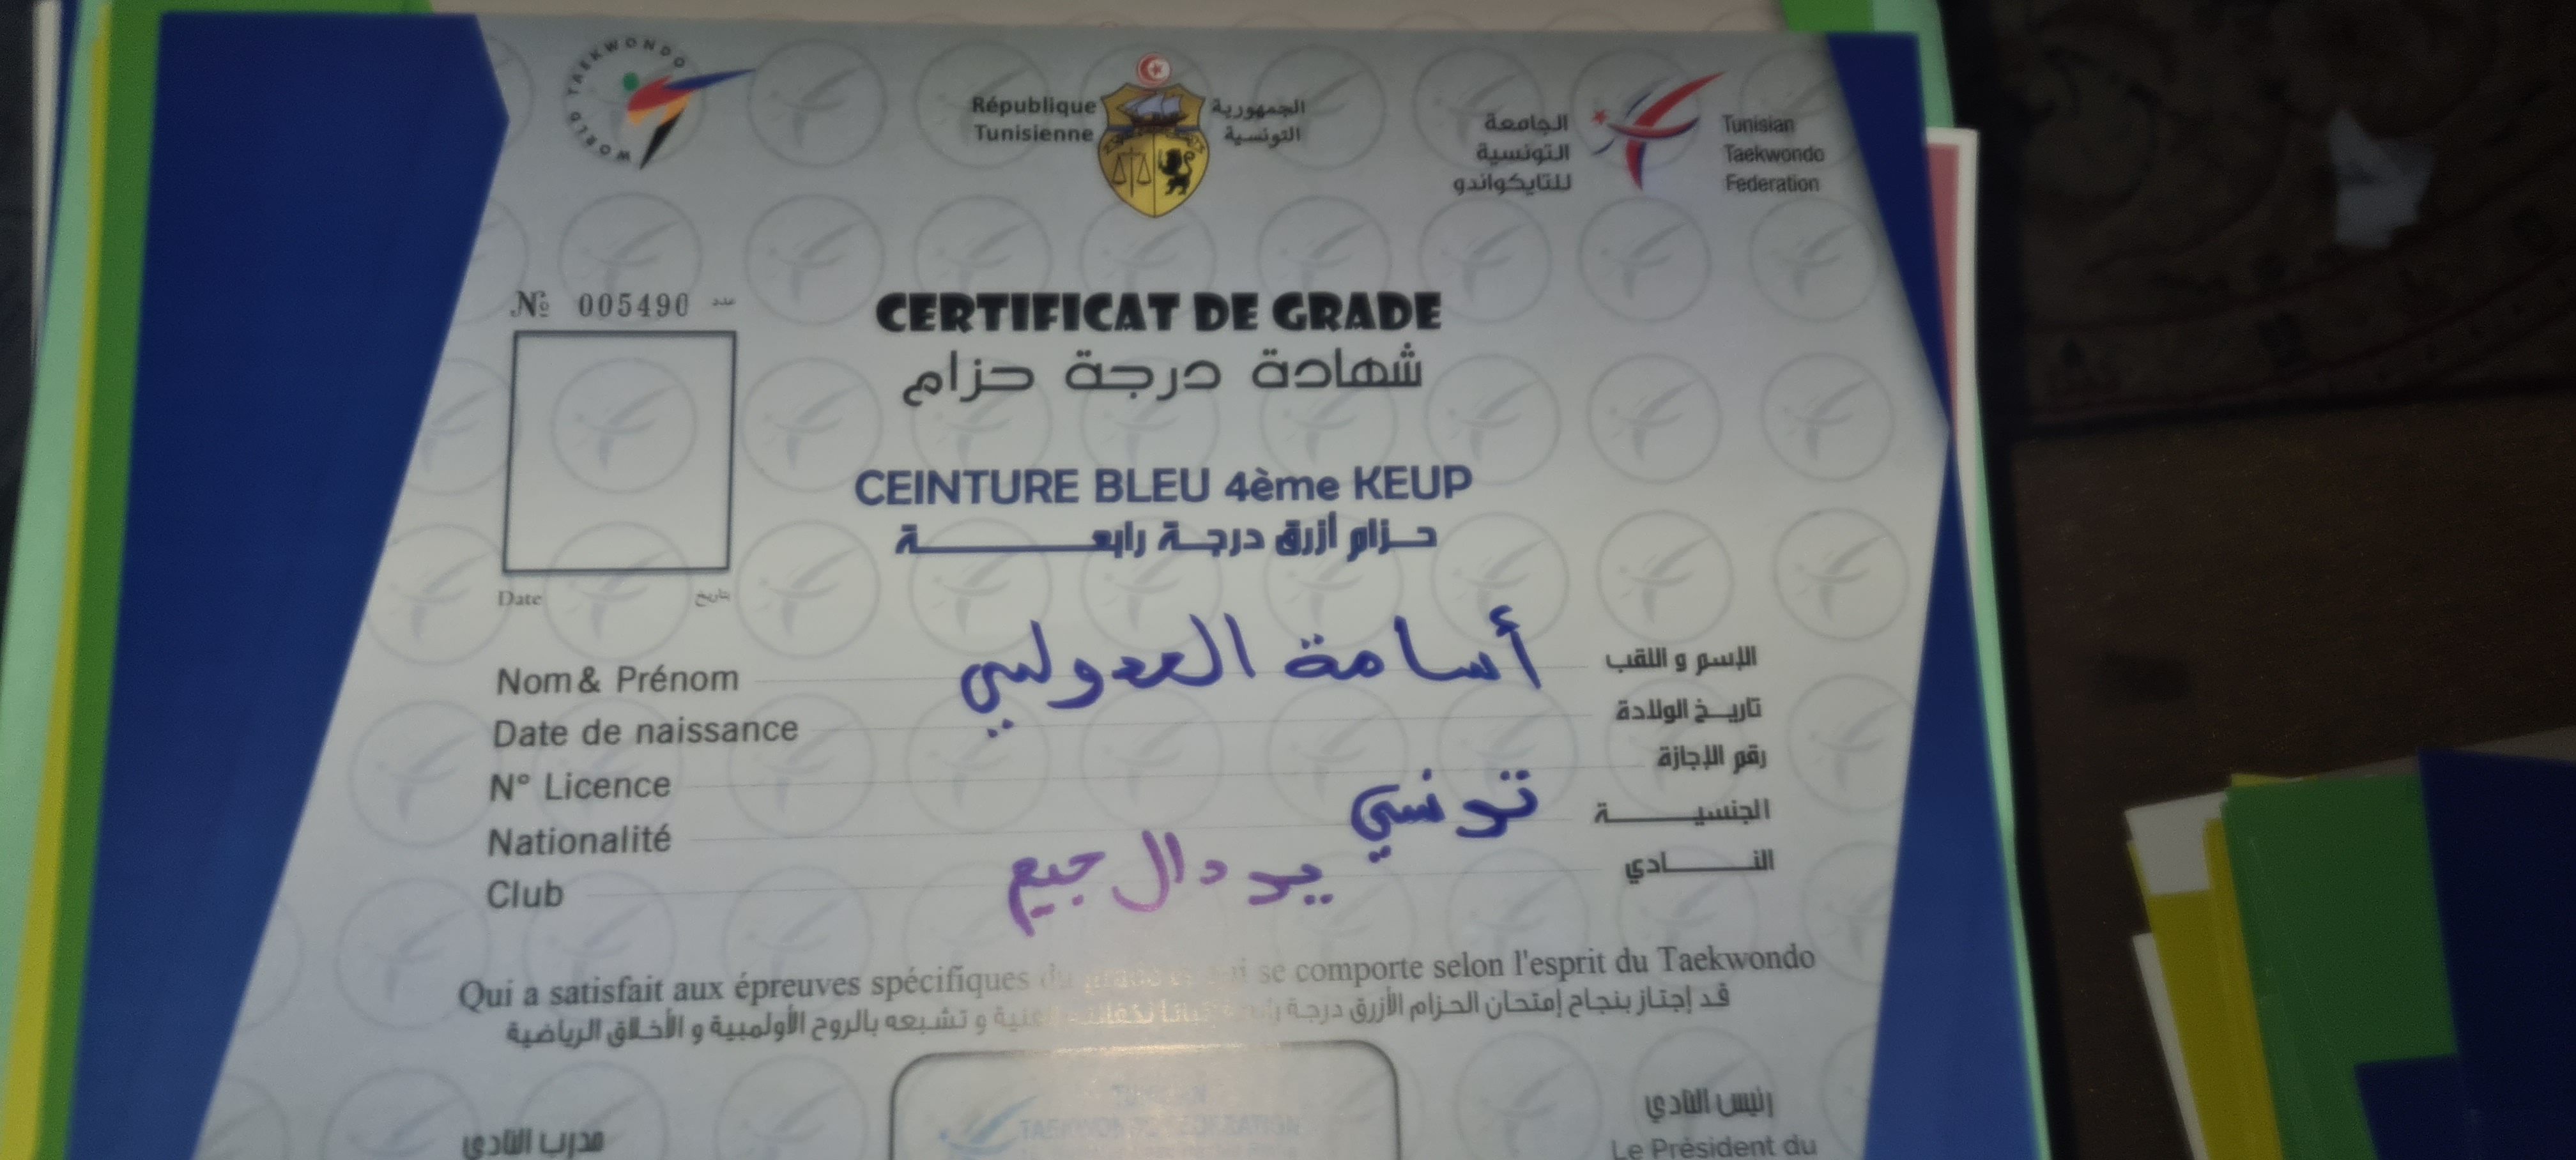 WORLD TAEKWONDO
République
Tunisienne
الجمهورية
التونسية
الجامعة
التونسية
للتايكواندو
Tunisian
Taekwondo
Federation
№ 005490 عدد
CERTIFICAT DE GRADE
شهادة درجة حزام
CEINTURE BLEU 4ème KEUP
حزام أزرق درجة رابعة
Date تاريخ
Nom & Prénom أسامة الإسم و اللقب
Date de naissance تاريخ الولادة
N° Licence رقم الإجازة
Nationalité تونسي الجنسية
Club دال جيم النادي
Qui a satisfait aux épreuves spécifiques du grade et qui se comporte selon l'esprit du Taekwondo
قد إجتاز بنجاح إمتحان الحزام الأزرق درجة و تشبعه بالروح الأولمبية و الأخلاق الرياضية
مدرب النادي
رئيس النادي
Le Président du